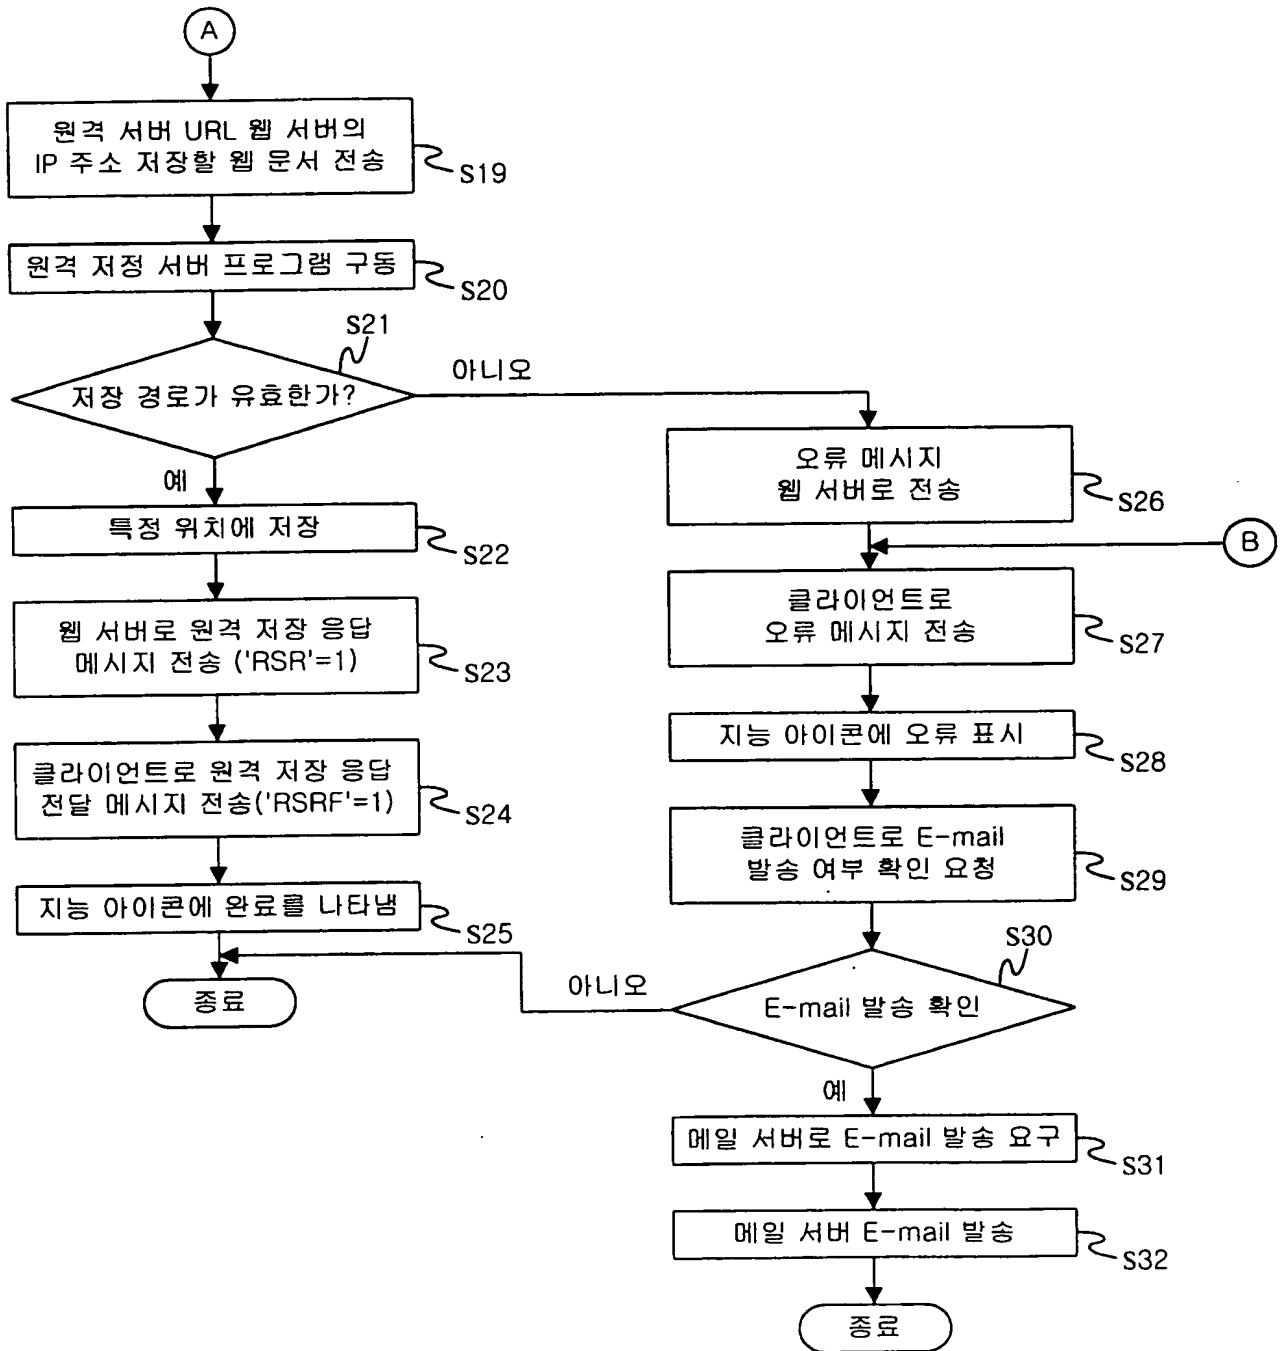 A
원격 서버 URL 웹 서버의
IP 주소 저장할 웹 문서 전송
S19
원격 저정 서버 프로그램 구동
S20
S21
저장 경로가 유효한가?
아니오
예
특정 위치에 저장
S22
웹 서버로 원격 저장 응답
메시지 전송 ('RSR'=1)
S23
클라이언트로 원격 저장 응답
전달 메시지 전송('RSRF'=1)
S24
지능 아이콘에 완료를 나타냄
S25
종료
오류 메시지
웹 서버로 전송
S26
B
클라이언트로
오류 메시지 전송
S27
지능 아이콘에 오류 표시
S28
클라이언트로 E-mail
발송 여부 확인 요청
S29
S30
E-mail 발송 확인
아니오
예
메일 서버로 E-mail 발송 요구
S31
메일 서버 E-mail 발송
S32
종료